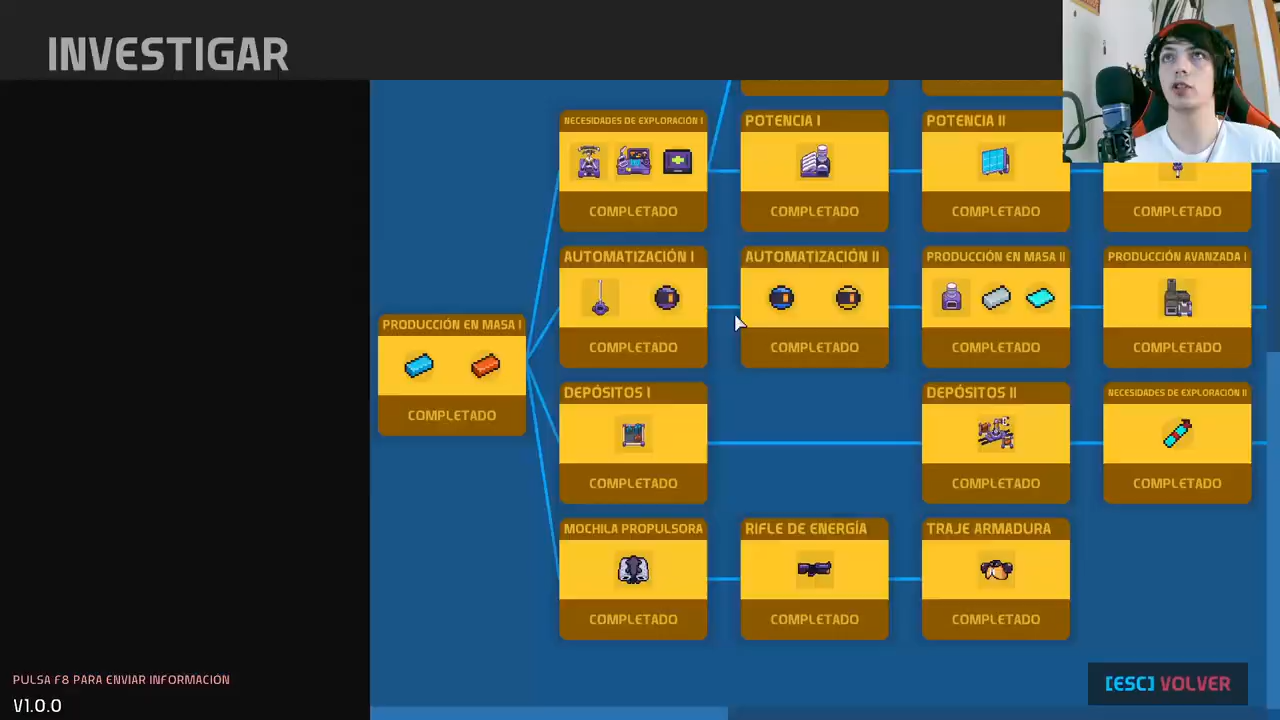 INVESTIGAR
NECESIDADES DE EXPLORACIÓN I
POTENCIA I
POTENCIA II
COMPLETADO
COMPLETADO
COMPLETADO
COMPLETADO
AUTOMATIZACIÓN I
AUTOMATIZACIÓN II
PRODUCCIÓN EN MASA II
PRODUCCIÓN AVANZADA I
COMPLETADO
COMPLETADO
COMPLETADO
COMPLETADO
PRODUCCIÓN EN MASA I
COMPLETADO
DEPÓSITOS I
DEPÓSITOS II
NECESIDADES DE EXPLORACIÓN II
COMPLETADO
COMPLETADO
COMPLETADO
MOCHILA PROPULSORA
RIFLE DE ENERGÍA
TRAJE ARMADURA
COMPLETADO
COMPLETADO
COMPLETADO
PULSA F8 PARA ENVIAR INFORMACIÓN
V1.0.0
[ESC] VOLVER